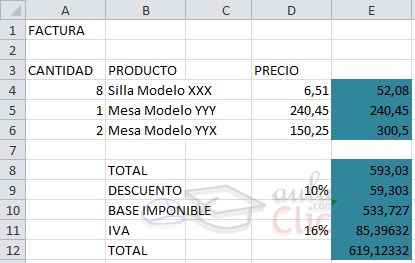 A B C D E
1 FACTURA
2
3 CANTIDAD PRODUCTO PRECIO
4 8 Silla Modelo XXX 6,51 52,08
5 1 Mesa Modelo YYY 240,45 240,45
6 2 Mesa Modelo YYX 150,25 300,5
7
8 TOTAL 593,03
9 DESCUENTO 10% 59,303
10 BASE IMPONIBLE 533,727
11 IVA 16% 85,39632
12 TOTAL 619,12332
aula
Clic